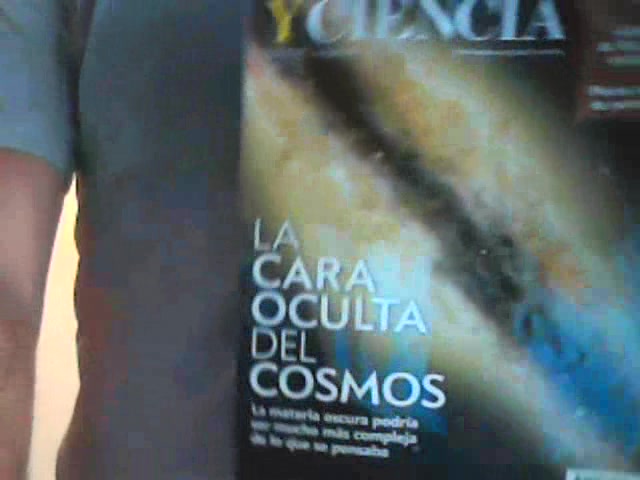 Y CIENCIA
LA
CARA
OCULTA
DEL
COSMOS
La materia oscura podría
ser mucho más compleja
de lo que se pensaba